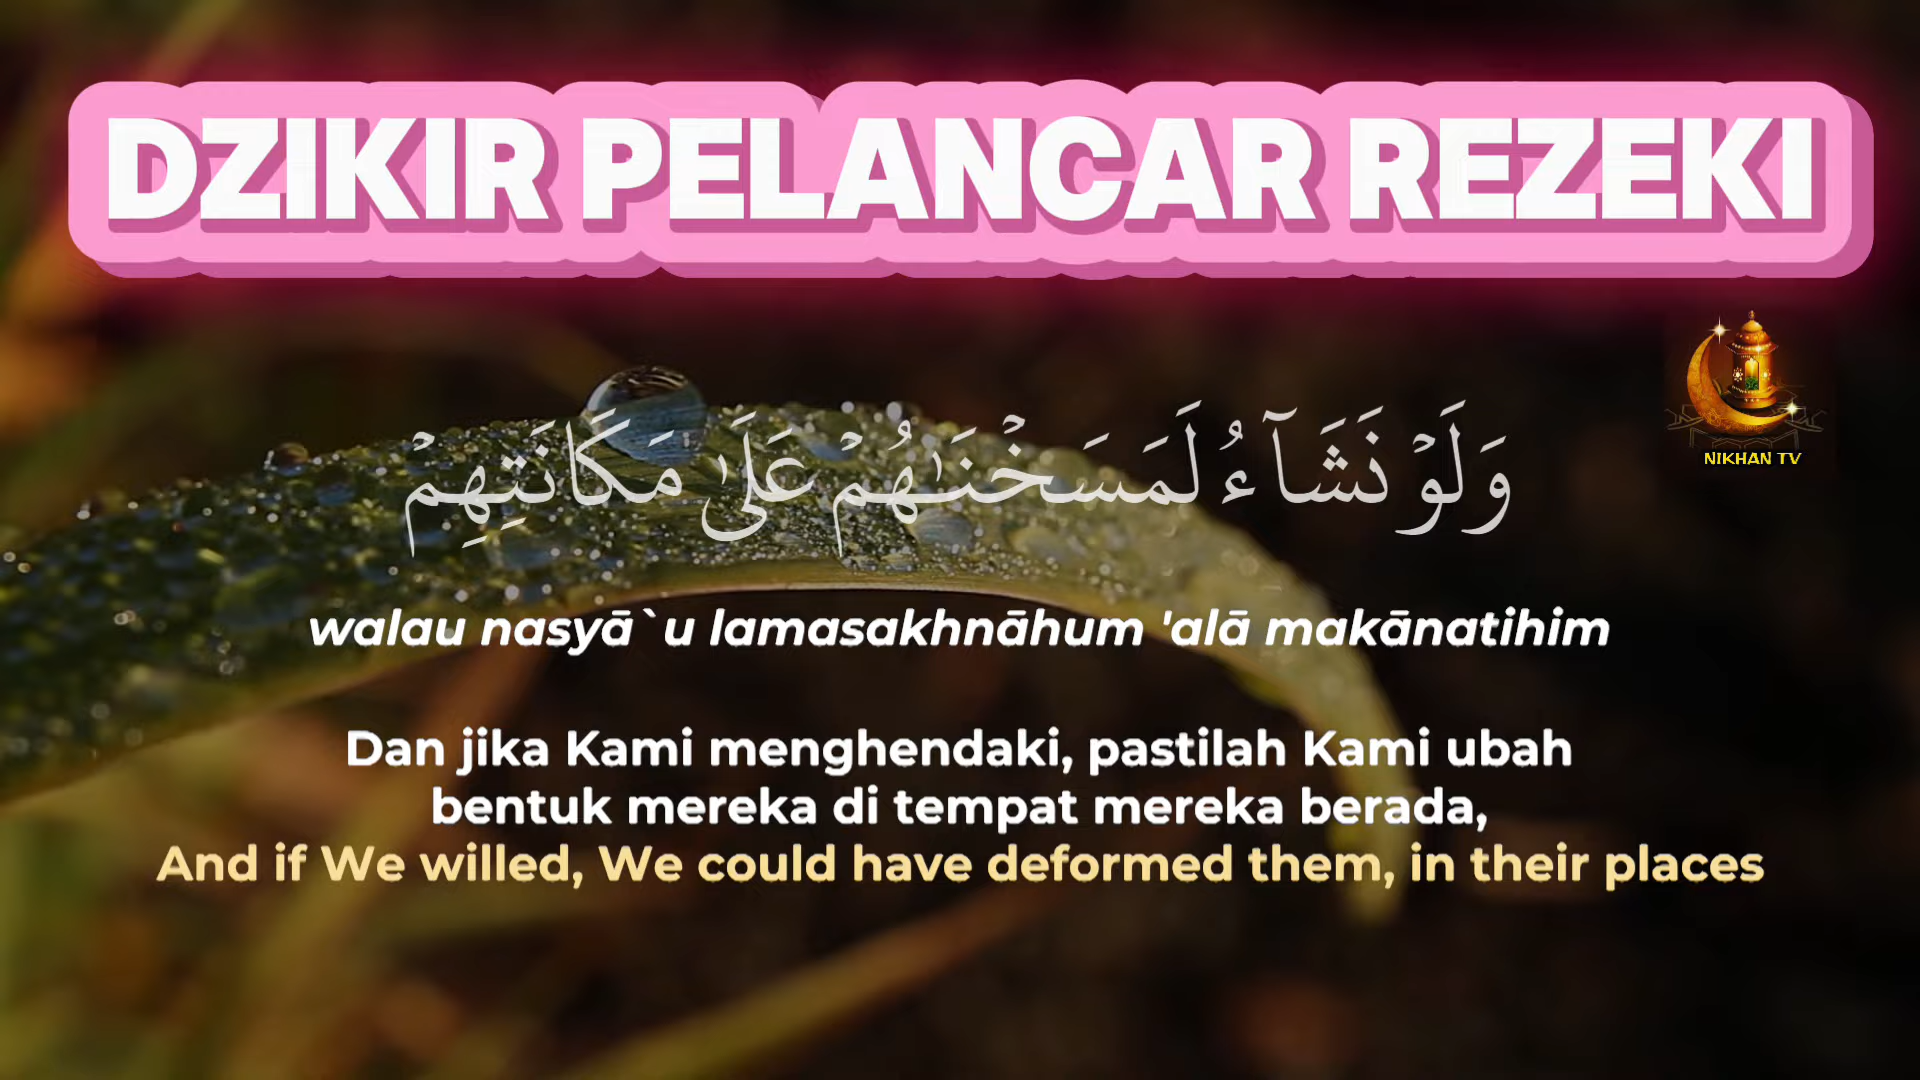 DZIKIR PELANCAR REZEKI
NIKHAN TV
وَلَوْ نَشَآءُ لَمَسَخْنَٰهُمْ عَلَىٰ مَكَانَتِهِمْ
walau nasyā`u lamasakhnāhum 'alā makānatihim
Dan jika Kami menghendaki, pastilah Kami ubah
bentuk mereka di tempat mereka berada,
And if We willed, We could have deformed them, in their places